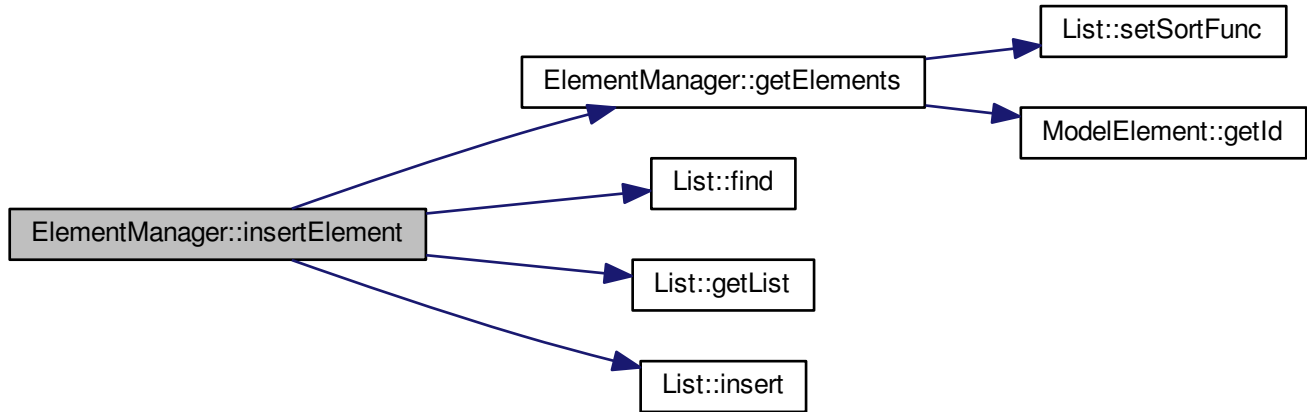 List::setSortFunc
ElementManager::getElements
ModelElement::getId
List::find
ElementManager::insertElement
List::getList
List::insert